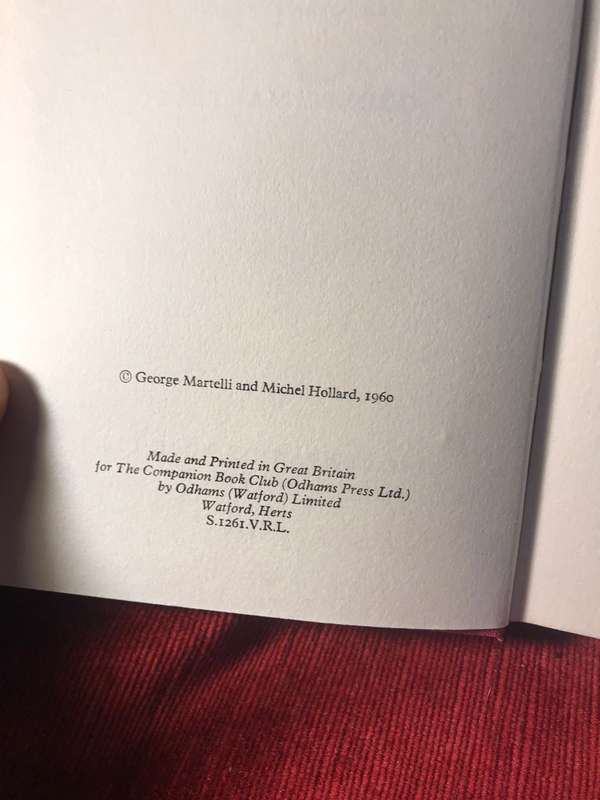 © George Martelli and Michel Hollard, 1960
Made and Printed in Great Britain
for The Companion Book Club (Odhams Press Ltd.)
by Odhams (Watford) Limited
Watford, Herts
S.1261.V.R.L.